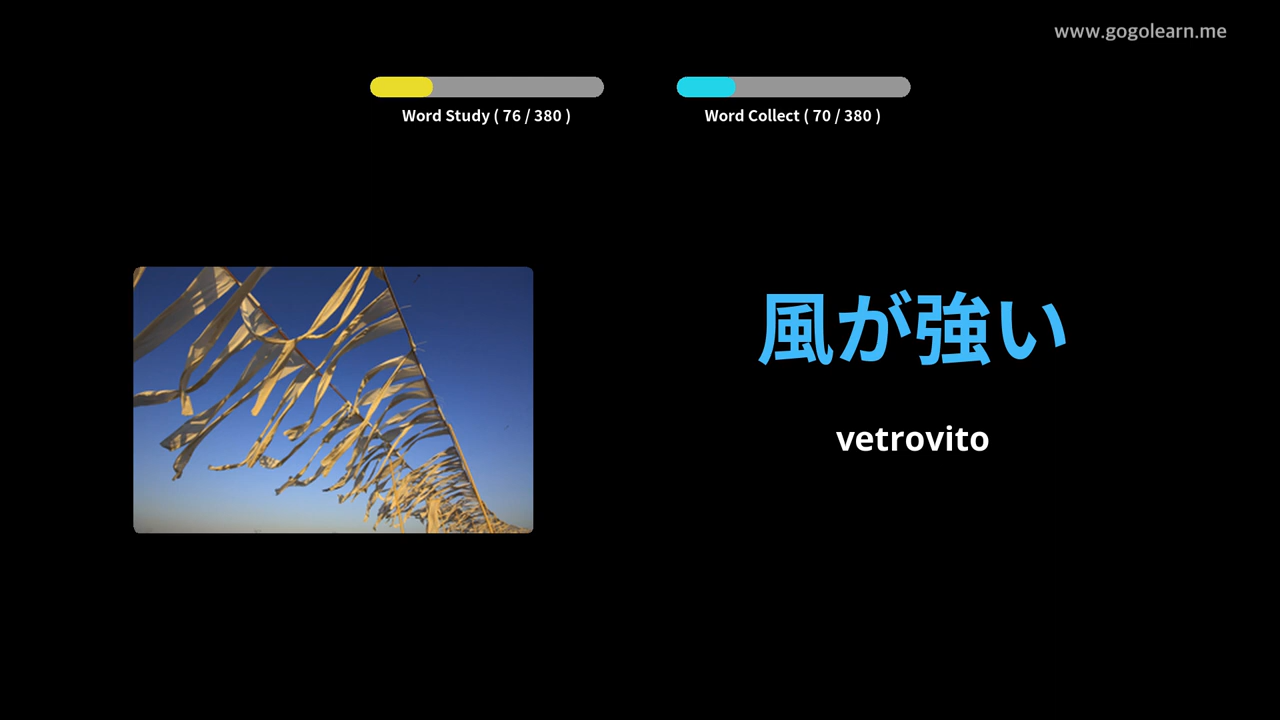 www.gogolearn.me
Word Study ( 76 / 380 )
Word Collect ( 70 / 380 )
風が強い
vetrovito